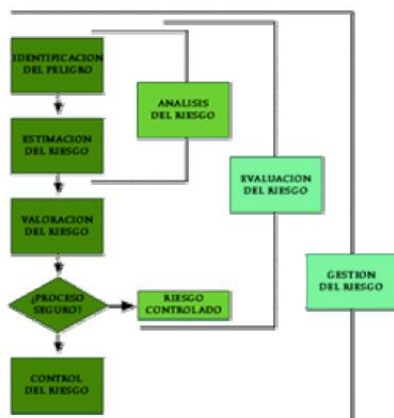 IDENTIFICACION
DEL PELIGRO
ANALISIS
DEL RIESGO
ESTIMACION
DEL RIESGO
EVALUACION
DEL RIESGO
VALORACION
DEL RIESGO
GESTION
DEL RIESGO
¿PROCESO
SEGURO?
RIESGO
CONTROLADO
CONTROL
DEL RIESGO